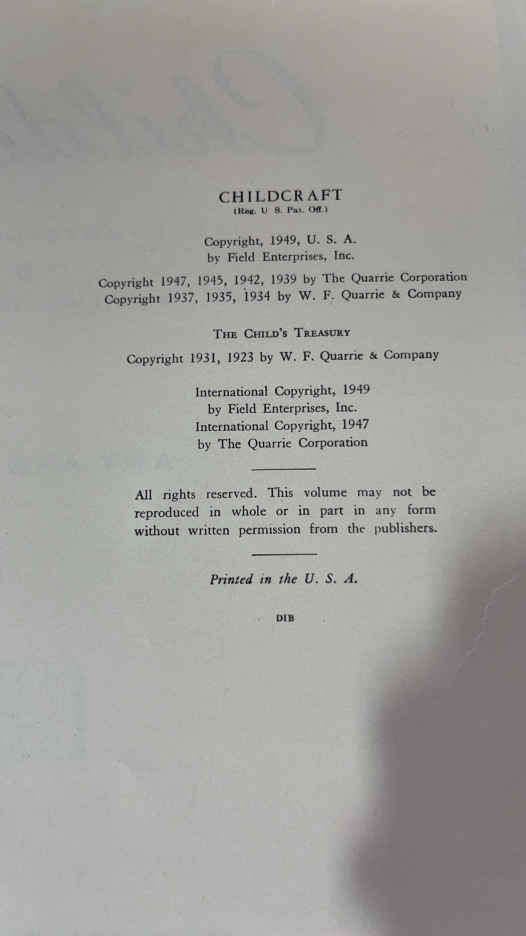 CHILDCRAFT
(Reg. U S. Pat. Off.)
Copyright, 1949, U. S. A.
by Field Enterprises, Inc.
Copyright 1947, 1945, 1942, 1939 by The Quarrie Corporation
Copyright 1937, 1935, 1934 by W. F. Quarrie & Company
THE CHILD'S TREASURY
Copyright 1931, 1923 by W. F. Quarrie & Company
International Copyright, 1949
by Field Enterprises, Inc.
International Copyright, 1947
by The Quarrie Corporation
All rights reserved. This volume may not be
reproduced in whole or in part in any form
without written permission from the publishers.
Printed in the U. S. A.
DIB